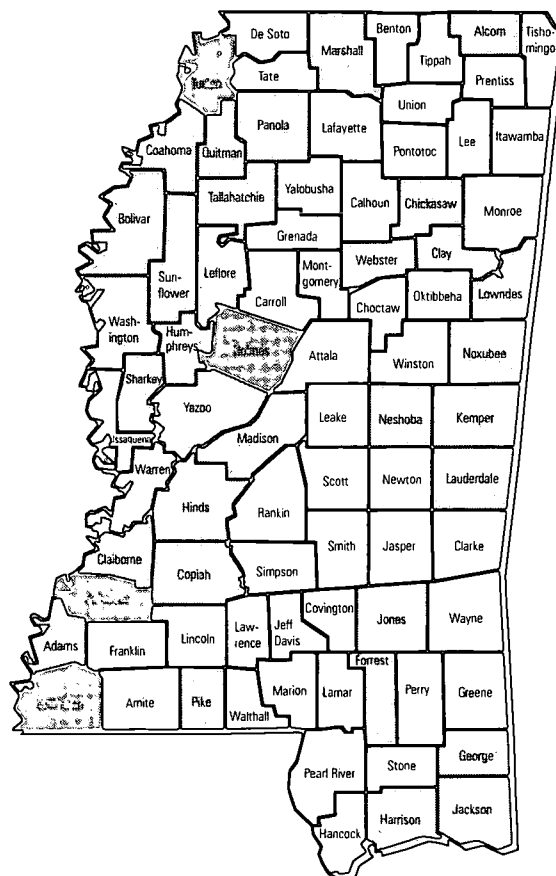 De Soto
Marshall
Benton
Tippah
Alcorn
Tisho-
mingo
Tate
Prentiss
Union
Panola
Lafayette
Coahoma
Quitman
Pontotoc
Lee
Itawamba
Tallahatchie
Yalobusha
Calhoun
Chickasaw
Monroe
Bolivar
Grenada
Sun-
flower
Leflore
Mont-
gomery
Webster
Clay
Carroll
Choctaw
Oktibbeha
Lowndes
Wash-
ington
Hum-
phreys
Holmes
Attala
Winston
Noxubee
Sharkey
Yazoo
Leake
Neshoba
Kemper
Issaquena
Madison
Warren
Scott
Newton
Lauderdale
Hinds
Rankin
Smith
Jasper
Clarke
Claiborne
Copiah
Simpson
Covington
Jones
Wayne
Adams
Franklin
Lincoln
Law-
rence
Jeff
Davis
Forrest
Marion
Lamar
Perry
Greene
Amite
Pike
Walthall
Pearl River
Stone
George
Hancock
Harrison
Jackson